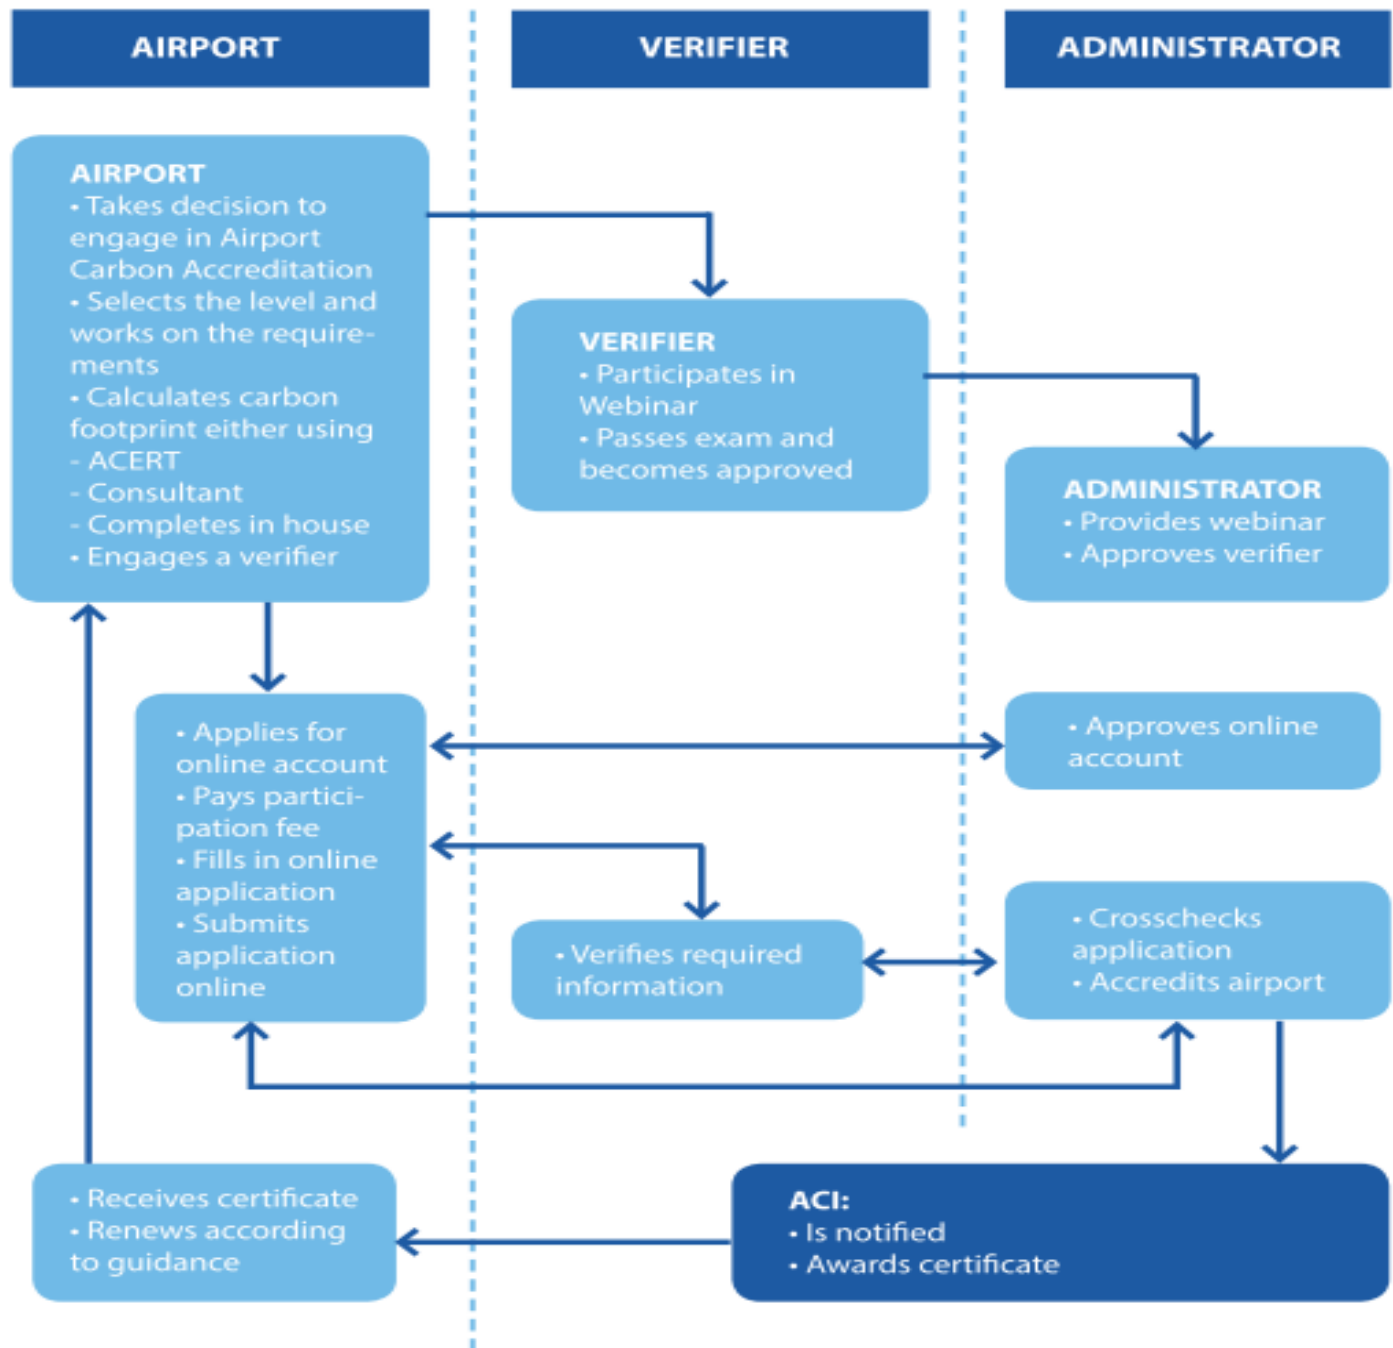 AIRPORT
VERIFIER
ADMINISTRATOR
AIRPORT
• Takes decision to
engage in Airport
Carbon Accreditation
• Selects the level and
works on the require-
ments
• Calculates carbon
footprint either using
- ACERT
- Consultant
- Completes in house
• Engages a verifier
VERIFIER
• Participates in
Webinar
• Passes exam and
becomes approved
ADMINISTRATOR
• Provides webinar
• Approves verifier
• Applies for
online account
• Pays partici-
pation fee
• Fills in online
application
• Submits
application
online
• Approves online
account
• Verifies required
information
• Crosschecks
application
• Accredits airport
• Receives certificate
• Renews according
to guidance
ACI:
• Is notified
• Awards certificate